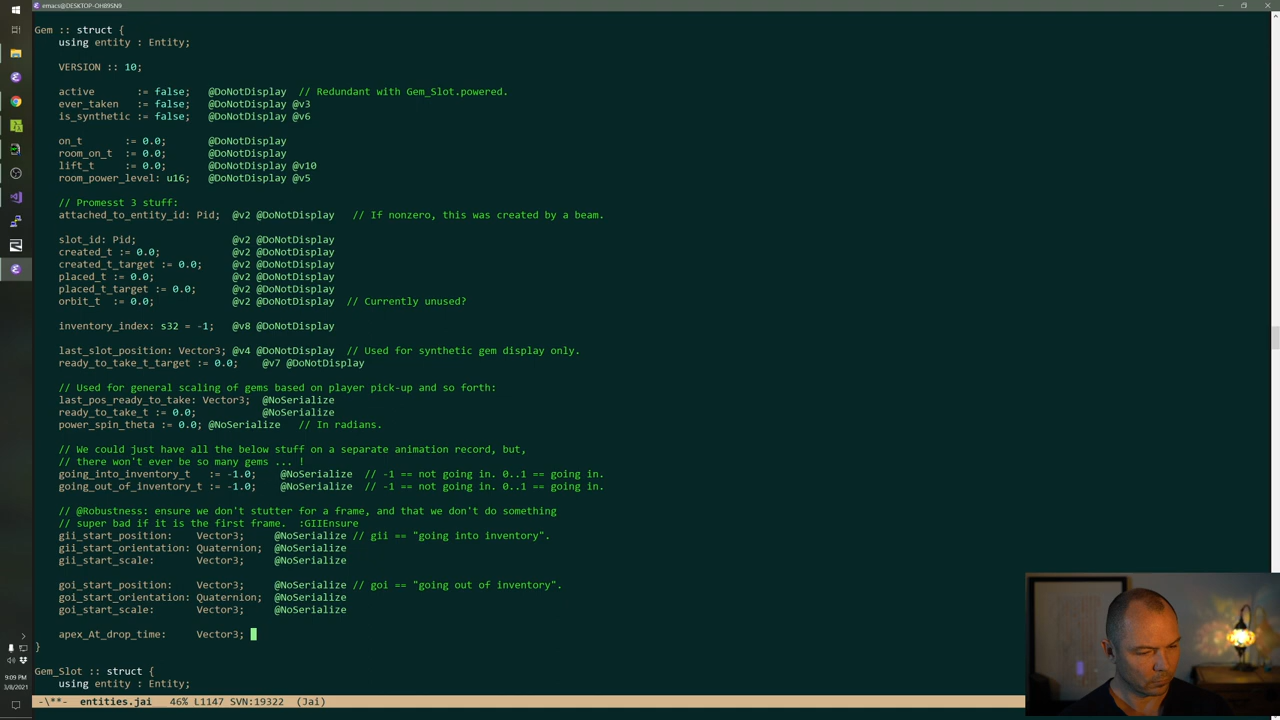 emacs@DESKTOP-OH89SN9
Gem :: struct {
using entity : Entity;
VERSION :: 10;
active := false; @DoNotDisplay // Redundant with Gem_Slot.powered.
ever_taken := false; @DoNotDisplay @v3
is_synthetic := false; @DoNotDisplay @v6
on_t := 0.0; @DoNotDisplay
room_on_t := 0.0; @DoNotDisplay
lift_t := 0.0; @DoNotDisplay @v10
room_power_level: u16; @DoNotDisplay @v5
// Promesst 3 stuff:
attached_to_entity_id: Pid; @v2 @DoNotDisplay // If nonzero, this was created by a beam.
slot_id: Pid; @v2 @DoNotDisplay
created_t := 0.0; @v2 @DoNotDisplay
created_t_target := 0.0; @v2 @DoNotDisplay
placed_t := 0.0; @v2 @DoNotDisplay
placed_t_target := 0.0; @v2 @DoNotDisplay
orbit_t := 0.0; @v2 @DoNotDisplay // Currently unused?
inventory_index: s32 = -1; @v8 @DoNotDisplay
last_slot_position: Vector3; @v4 @DoNotDisplay // Used for synthetic gem display only.
ready_to_take_t_target := 0.0; @v7 @DoNotDisplay
// Used for general scaling of gems based on player pick-up and so forth:
last_pos_ready_to_take: Vector3; @NoSerialize
ready_to_take_t := 0.0; @NoSerialize
power_spin_theta := 0.0; @NoSerialize // In radians.
// We could just have all the below stuff on a separate animation record, but,
// there won't ever be so many gems ... !
going_into_inventory_t := -1.0; @NoSerialize // -1 == not going in. 0..1 == going in.
going_out_of_inventory_t := -1.0; @NoSerialize // -1 == not going in. 0..1 == going in.
// @Robustness: ensure we don't stutter for a frame, and that we don't do something
// super bad if it is the first frame. :GIIEnsure
gii_start_position: Vector3; @NoSerialize // gii == "going into inventory".
gii_start_orientation: Quaternion; @NoSerialize
gii_start_scale: Vector3; @NoSerialize
goi_start_position: Vector3; @NoSerialize // goi == "going out of inventory".
goi_start_orientation: Quaternion; @NoSerialize
goi_start_scale: Vector3; @NoSerialize
apex_At_drop_time: Vector3;
}
Gem_Slot :: struct {
using entity : Entity;
-\**- entities.jai 46% L1147 SVN:19322 (Jai)
9:09 PM
3/8/2021